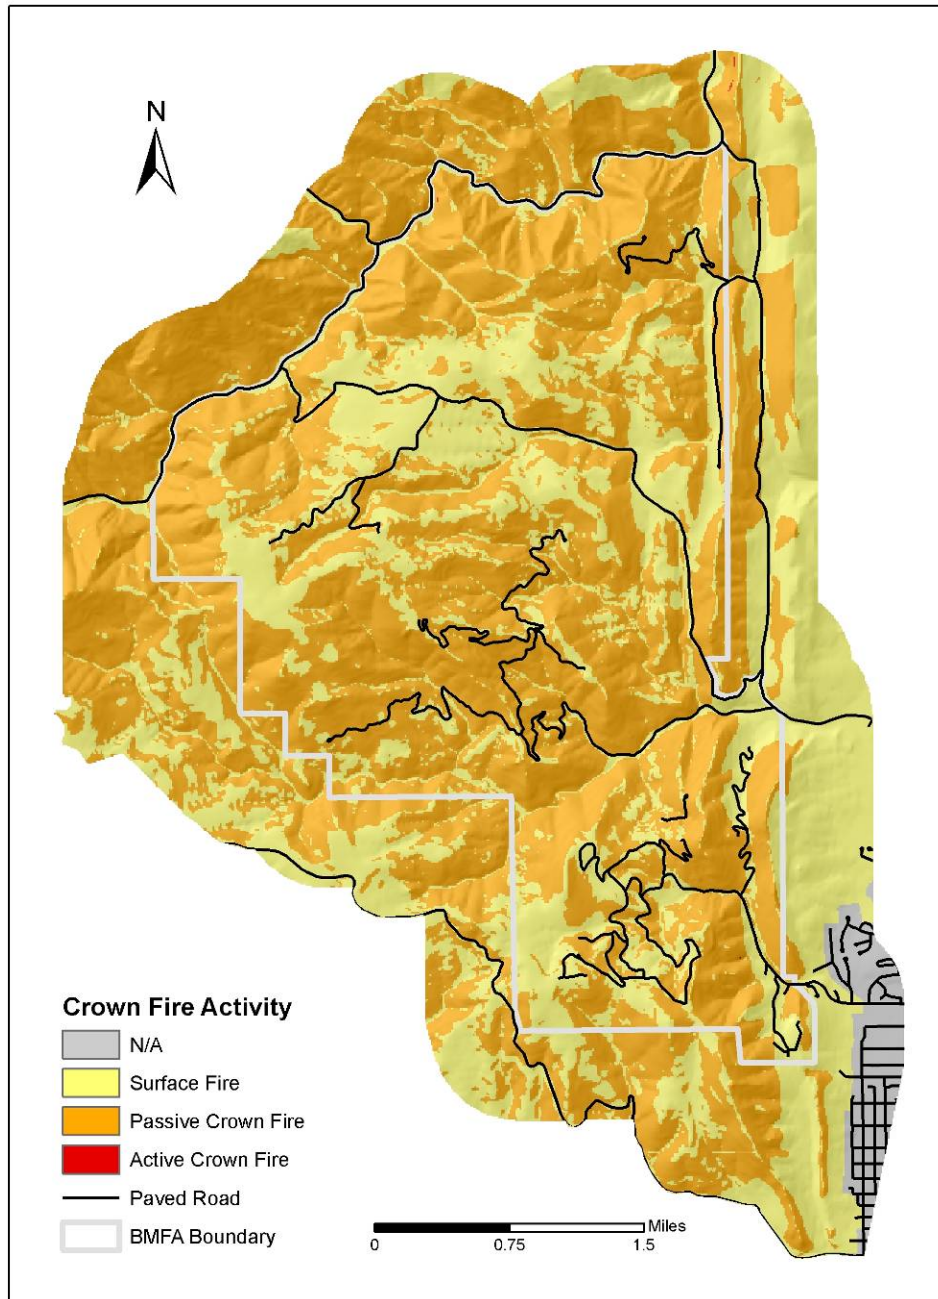 N
Crown Fire Activity
N/A
Surface Fire
Passive Crown Fire
Active Crown Fire
Paved Road
BMFA Boundary
Miles
0 0.75 1.5